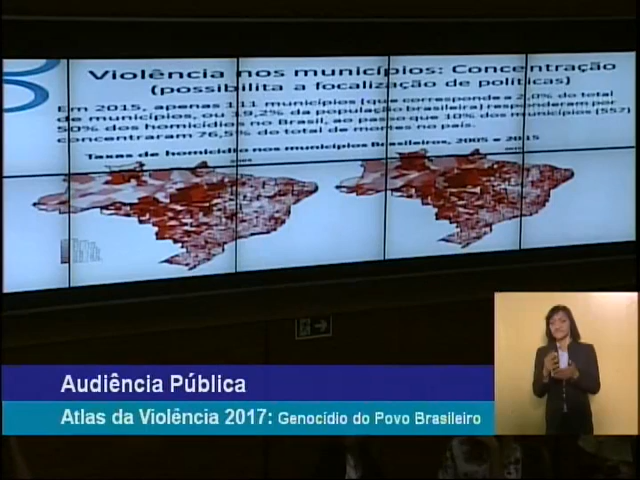 Violência nos municípios: Concentração
(possibilita a focalização de políticas)
Em 2015, apenas 111 municípios (que corresponde a 2,0% do total
de municípios, ou 19,2% da população brasileira) responderam por
50% dos homicídios no Brasil, ao passo que 10% dos municípios (557)
concentraram 76,5% do total de mortes no país.
Taxas de homicídio nos municípios Brasileiros, 2005 e 2015
Audiência Pública
Atlas da Violência 2017: Genocídio do Povo Brasileiro